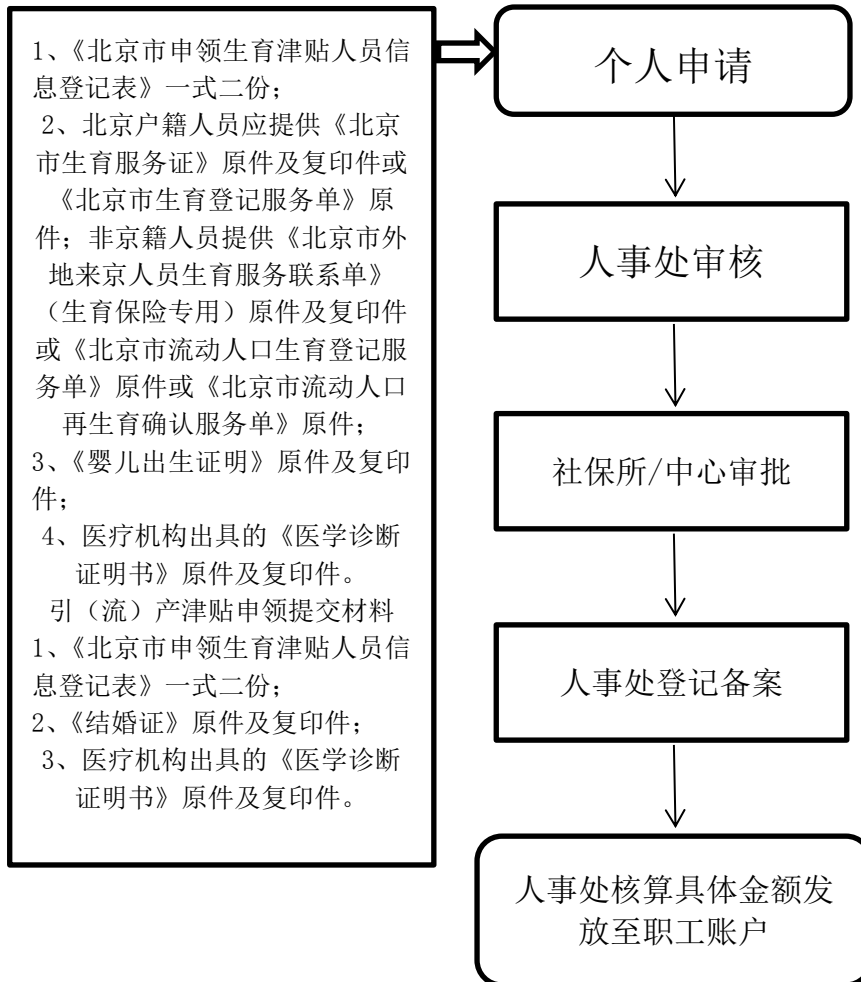 1、《北京市申领生育津贴人员信
息登记表》一式二份；
2、北京户籍人员应提供《北京
市生育服务证》原件及复印件或
《北京市生育登记服务单》原
件；非京籍人员提供《北京市外
地来京人员生育服务联系单》
（生育保险专用）原件及复印件
或《北京市流动人口生育登记服
务单》原件或《北京市流动人口
再生育确认服务单》原件；
3、《婴儿出生证明》原件及复印
件；
4、医疗机构出具的《医学诊断
证明书》原件及复印件。
引（流）产津贴申领提交材料
1、《北京市申领生育津贴人员信
息登记表》一式二份；
2、《结婚证》原件及复印件；
3、医疗机构出具的《医学诊断
证明书》原件及复印件。
个人申请
人事处审核
社保所/中心审批
人事处登记备案
人事处核算具体金额发
放至职工账户